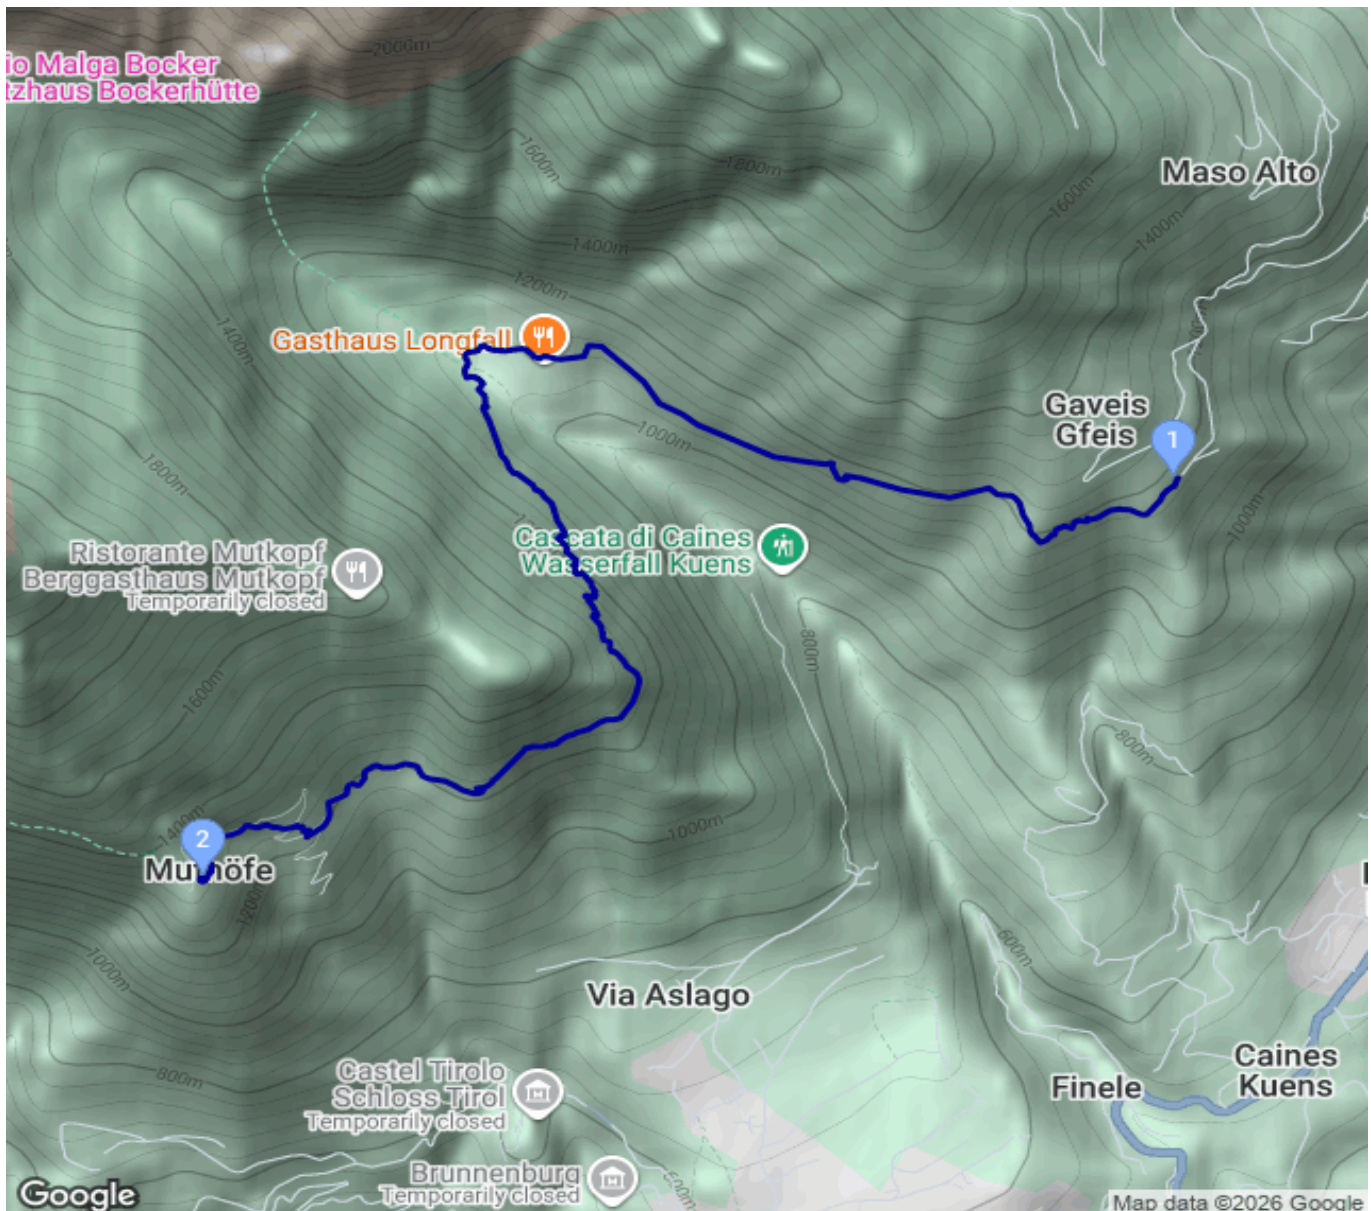 2000m
io Malga Bocker
tzhaus Bockerhütte
1600m
1800m
Maso Alto
1600m
1400m
1400m
1200m
1400m
Gasthaus Longfall
Gaveis
Gfeis
1
1000m
1800m
1000m
Cascata di Caines
Wasserfall Kuens
Ristorante Mutkopf
Berggasthaus Mutkopf
Temporarily closed
800m
1600m
800m
1400m
1000m
2
Muthöfe
1200m
1000m
600m
Via Aslago
Castel Tirolo
Schloss Tirol
Temporarily closed
800m
Caines
Kuens
Finele
Brunnenburg
Temporarily closed
600m
Google
Map data ©2026 Google